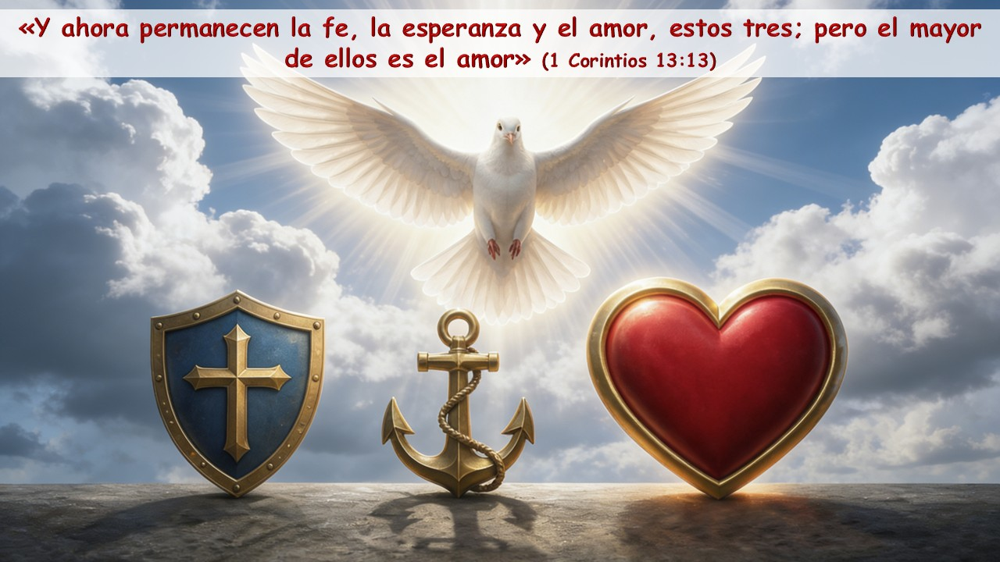 «Y ahora permanecen la fe, la esperanza y el amor, estos tres; pero el mayor
de ellos es el amor» (1 Corintios 13:13)